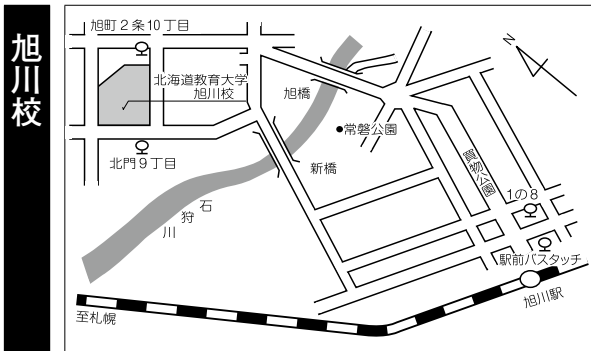 旭川校
旭町２条10丁目
北海道教育大学
旭川校
旭橋
常磐公園
N
北門９丁目
新橋
買物公園
1の8
石狩川
駅前バスタッチ
旭川駅
至札幌